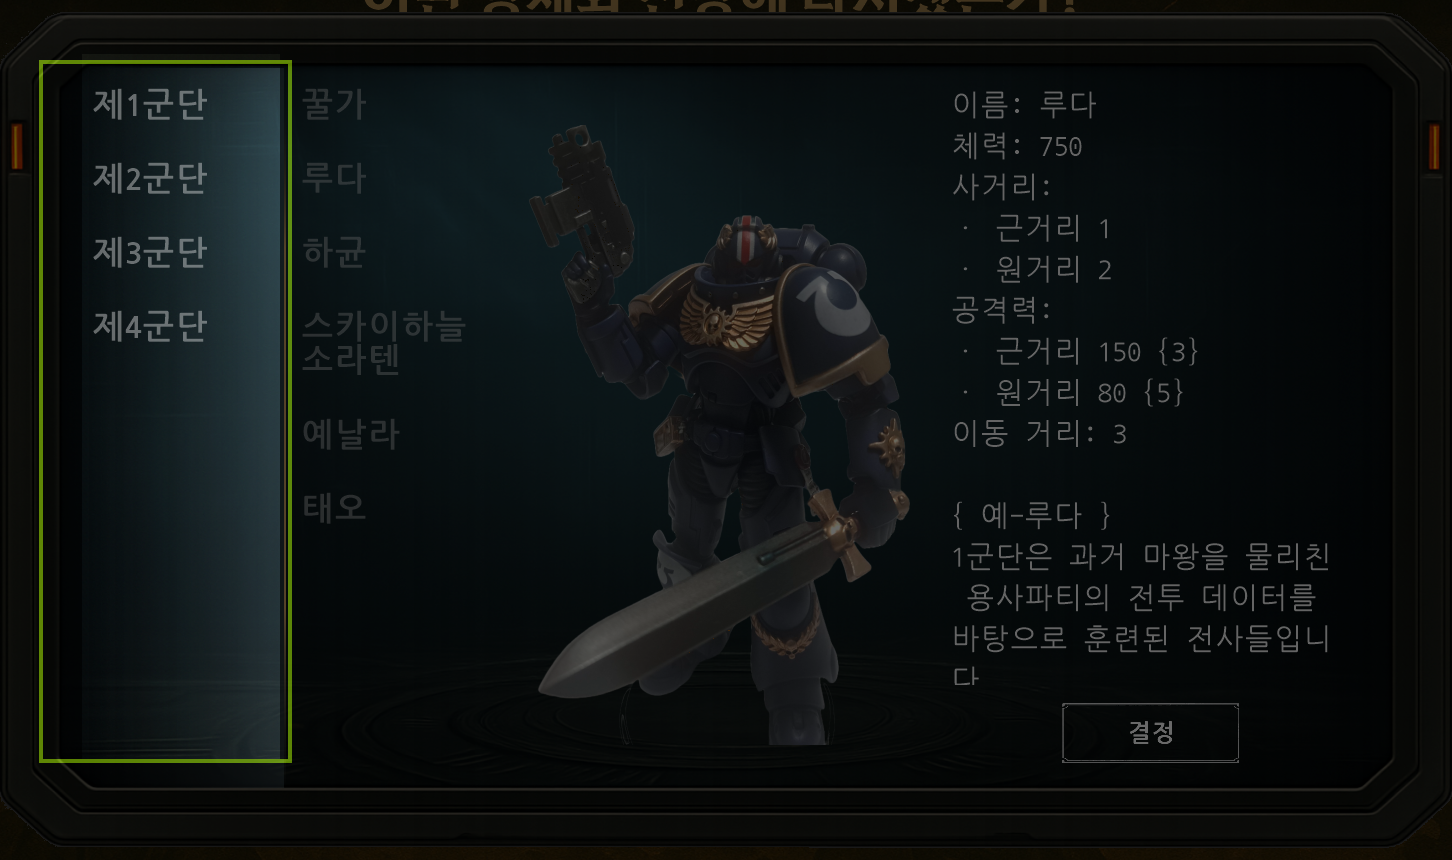 제1군단
제2군단
제3군단
제4군단
꿀가
루다
하균
스카이하늘
소라텐
예날라
태오
이름: 루다
체력: 750
사거리:
· 근거리 1
· 원거리 2
공격력:
· 근거리 150 {3}
· 원거리 80 {5}
이동 거리: 3
{ 예-루다 }
1군단은 과거 마왕을 물리친
용사파티의 전투 데이터를
바탕으로 훈련된 전사들입니
다
결정